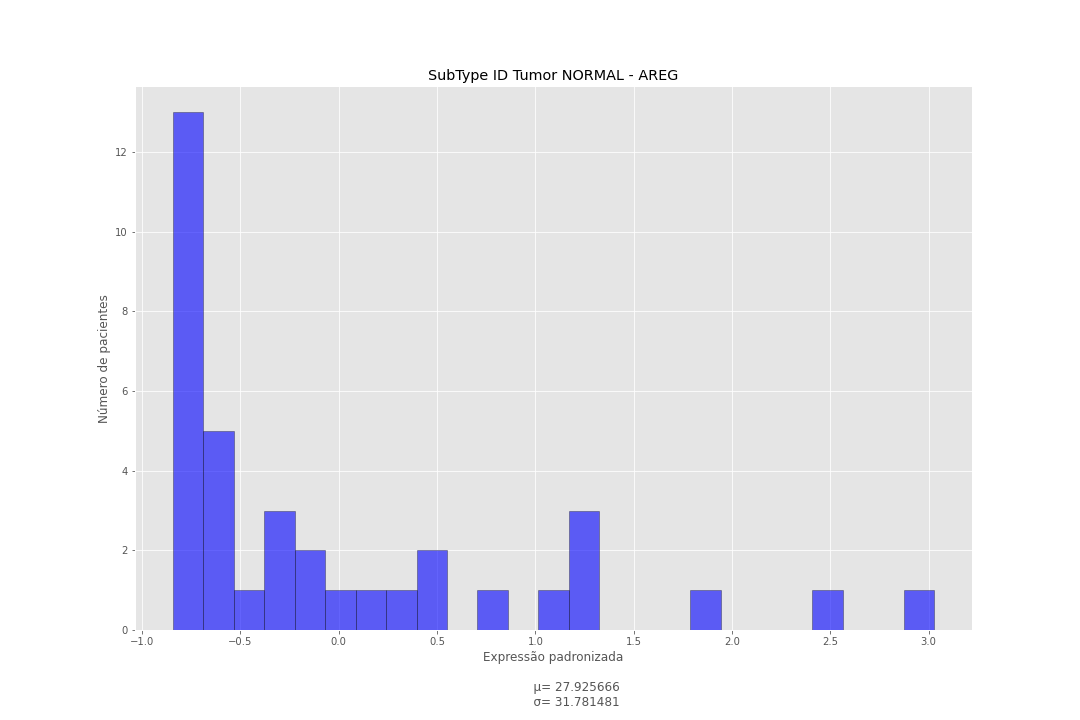 SubType ID Tumor NORMAL - AREG
12
10
8
6
4
2
0
Número de pacientes
−1.0 −0.5 0.0 0.5 1.0 1.5 2.0 2.5 3.0
Expressão padronizada
μ= 27.925666
σ= 31.781481